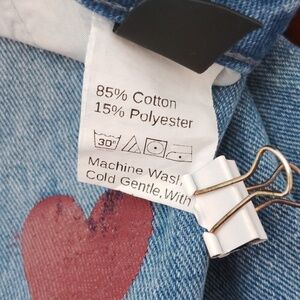 85% Cotton
15% Polyester
30°
Machine Wash
Cold Gentle, With